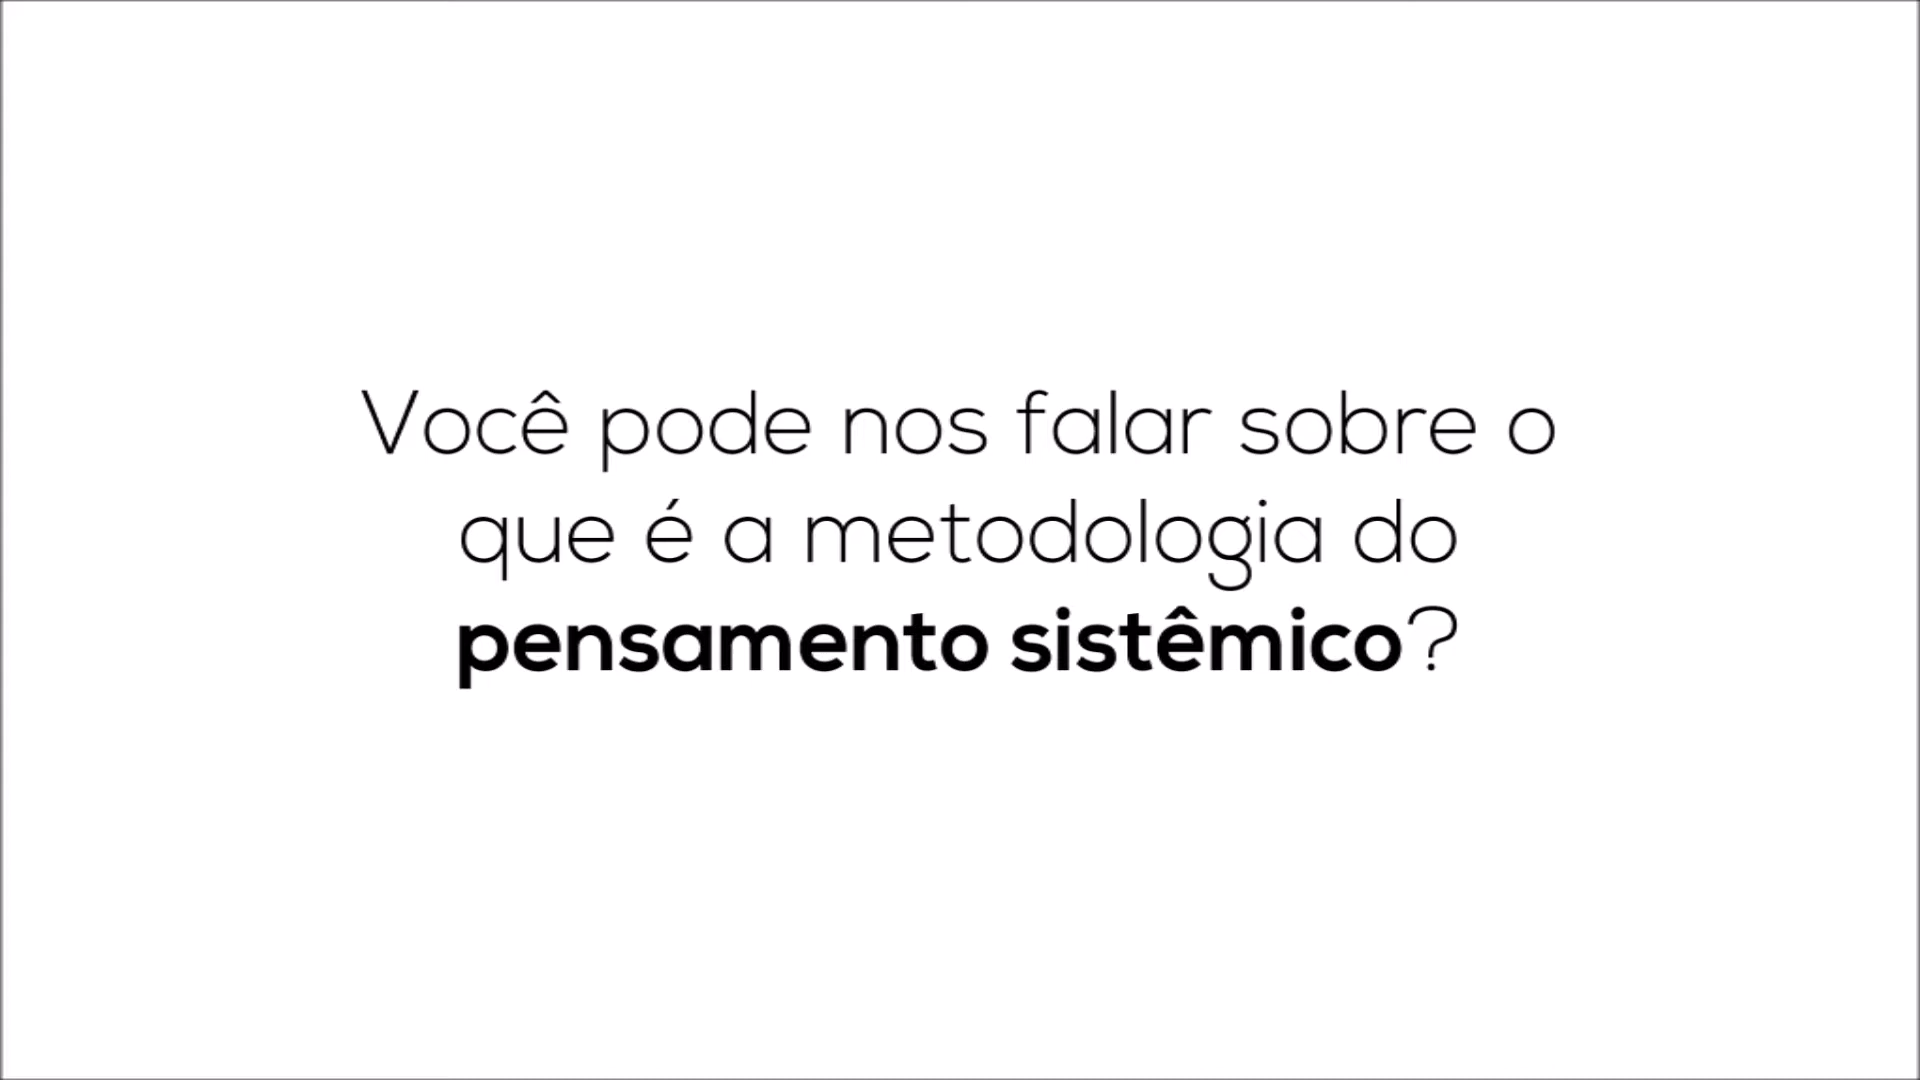 Você pode nos falar sobre o
que é a metodologia do
pensamento sistêmico?